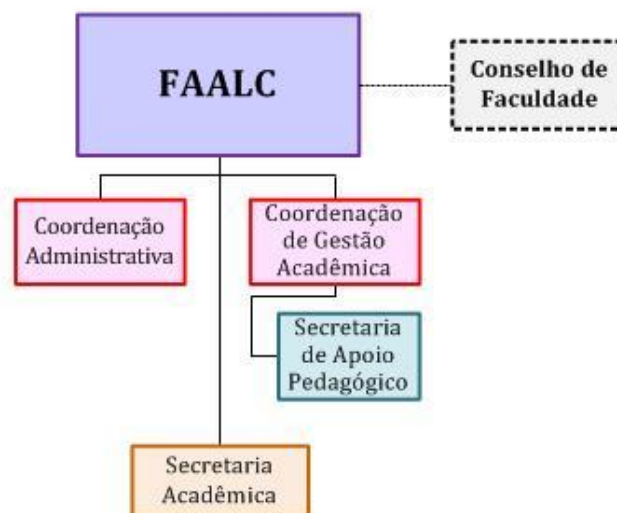 FAALC
Conselho de
Faculdade
Coordenação
Administrativa
Coordenação
de Gestão
Acadêmica
Secretaria
de Apoio
Pedagógico
Secretaria
Acadêmica